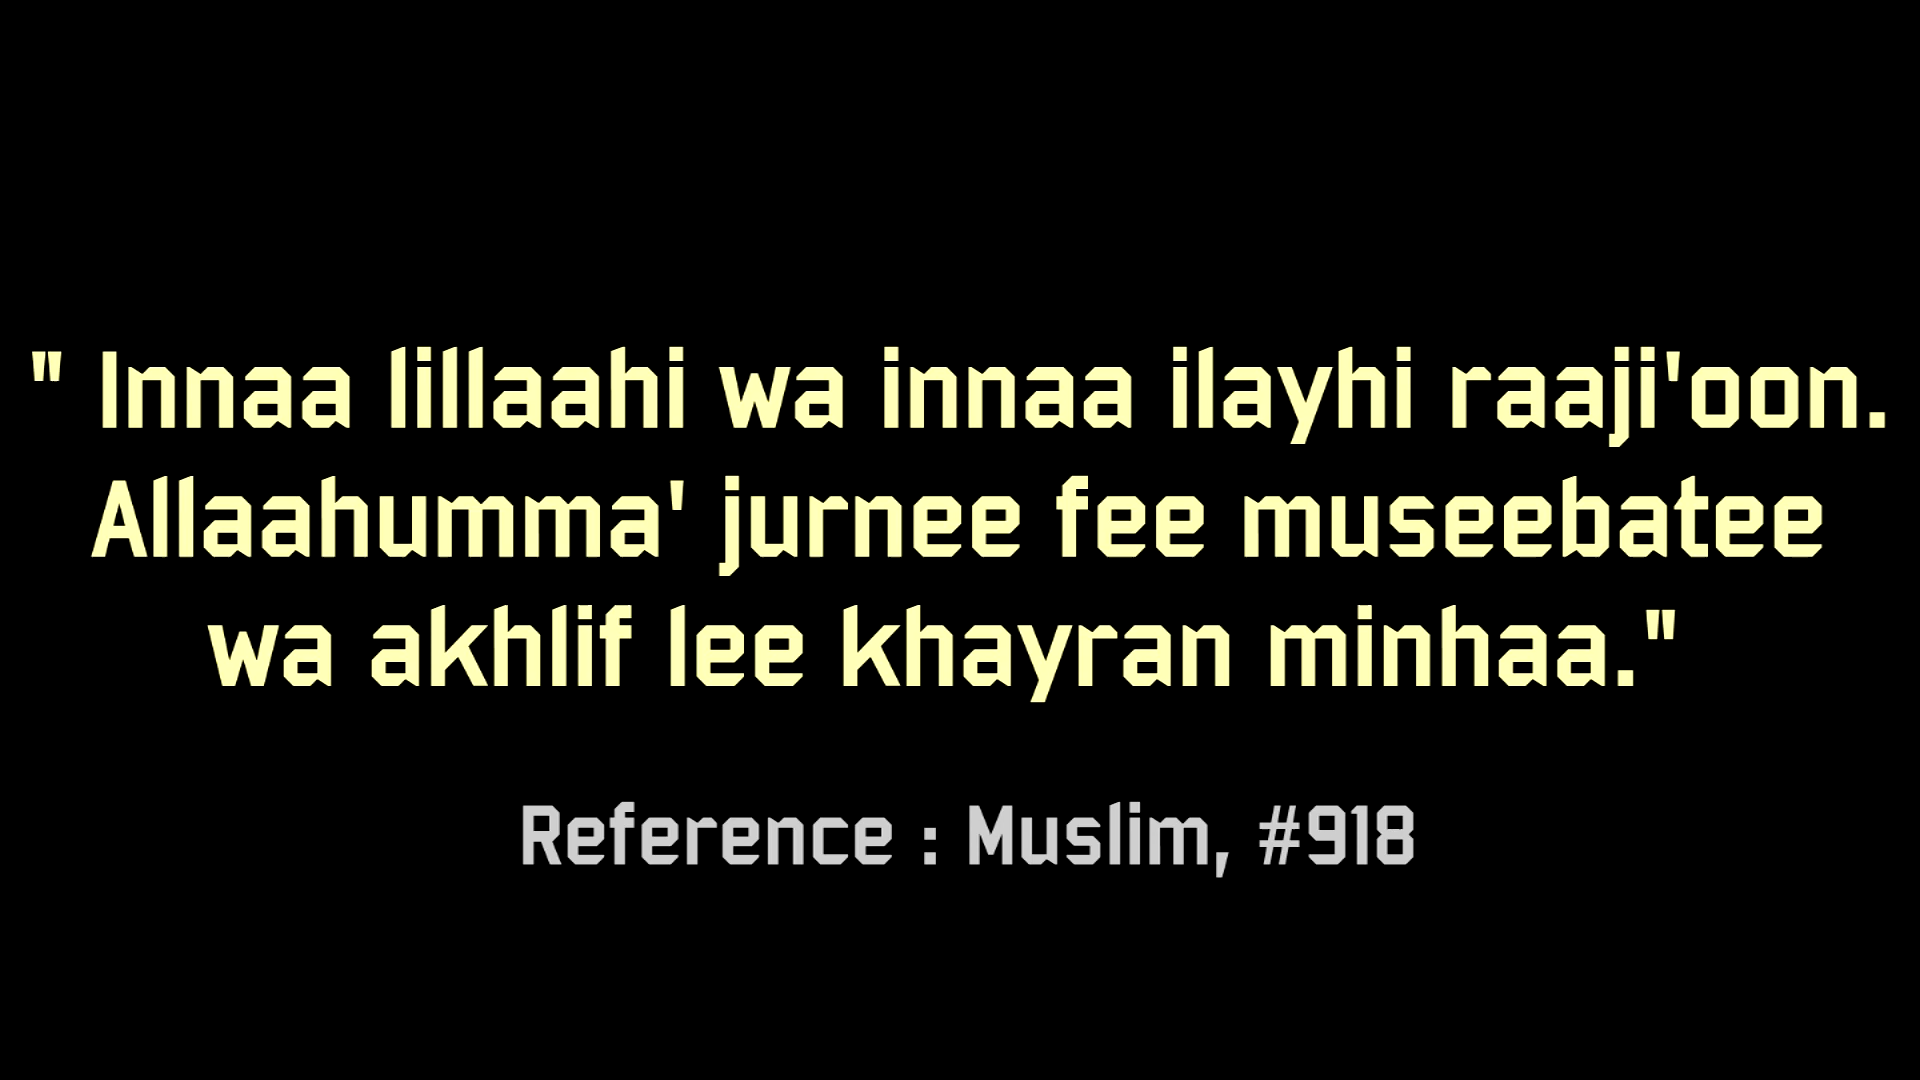 " Innaa lillaahi wa innaa ilayhi raaji'oon.
Allaahumma' jurnee fee museebatee
wa akhlif lee khayran minhaa."
Reference : Muslim, #918